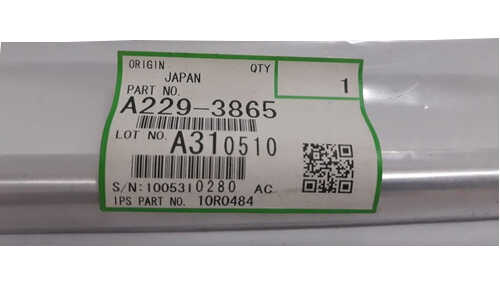 ORIGIN QTY
JAPAN 1
PART NO.
A229-3865
LOT NO. A310510
S/N:1005310280 AC
IPS PART NO. 10R0484